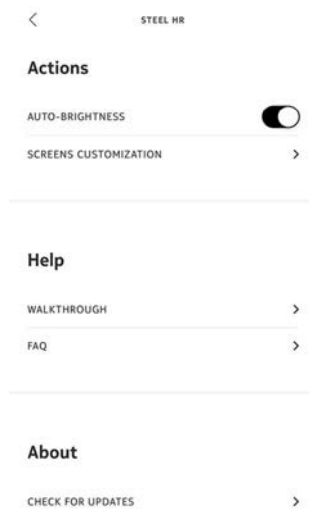 STEEL HR
Actions
AUTO-BRIGHTNESS
SCREENS CUSTOMIZATION
Help
WALKTHROUGH
FAQ
About
CHECK FOR UPDATES